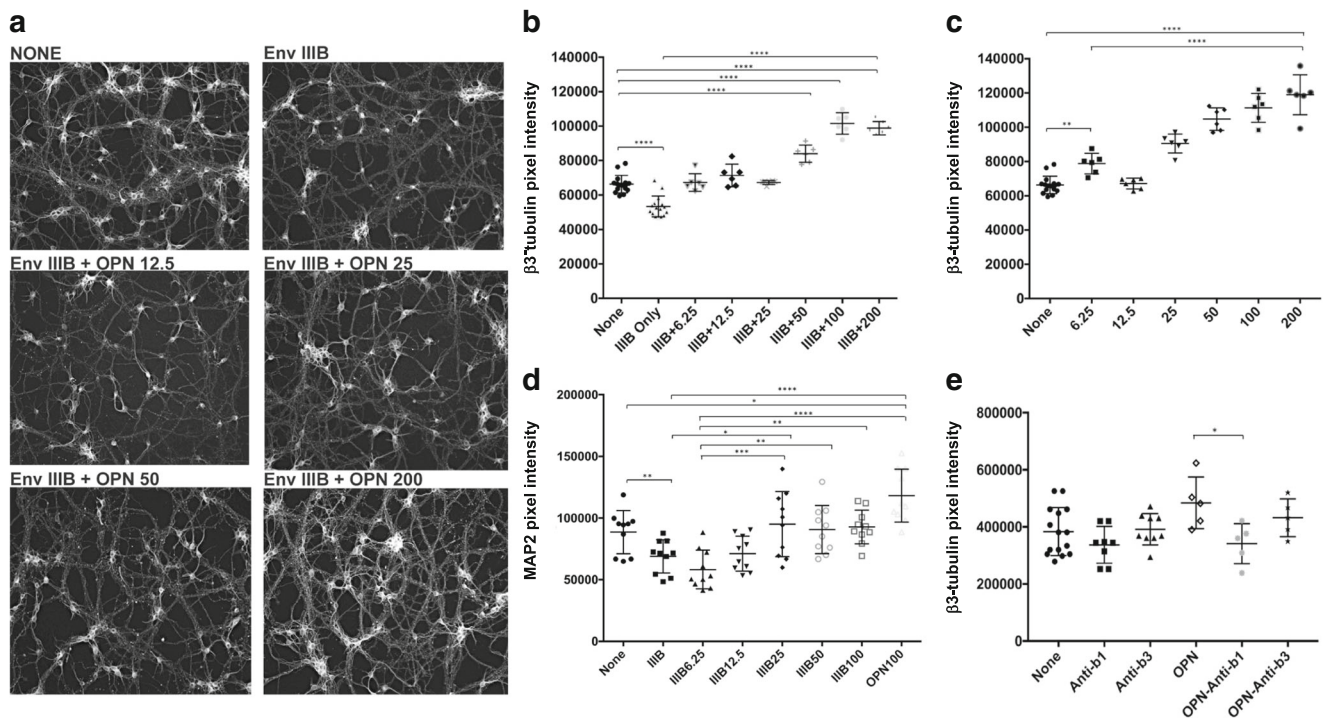 a
NONE
Env IIIB
Env IIIB + OPN 12.5
Env IIIB + OPN 25
Env IIIB + OPN 50
Env IIIB + OPN 200
b
β3-tubulin pixel intensity
140000
120000
100000
80000
60000
40000
20000
0
****
****
****
****
****
None
IIIB Only
IIIB+6.25
IIIB+12.5
IIIB+25
IIIB+50
IIIB+100
IIIB+200
c
β3-tubulin pixel intensity
140000
120000
100000
80000
60000
40000
20000
0
****
****
**
None
6.25
12.5
25
50
100
200
d
MAP2 pixel intensity
200000
150000
100000
50000
0
****
*
****
**
*
**
***
**
None
IIIB
IIIB6.25
IIIB12.5
IIIB25
IIIB50
IIIB100
OPN100
e
β3-tubulin pixel intensity
800000
600000
400000
200000
0
*
None
Anti-b1
Anti-b3
OPN
OPN-Anti-b1
OPN-Anti-b3